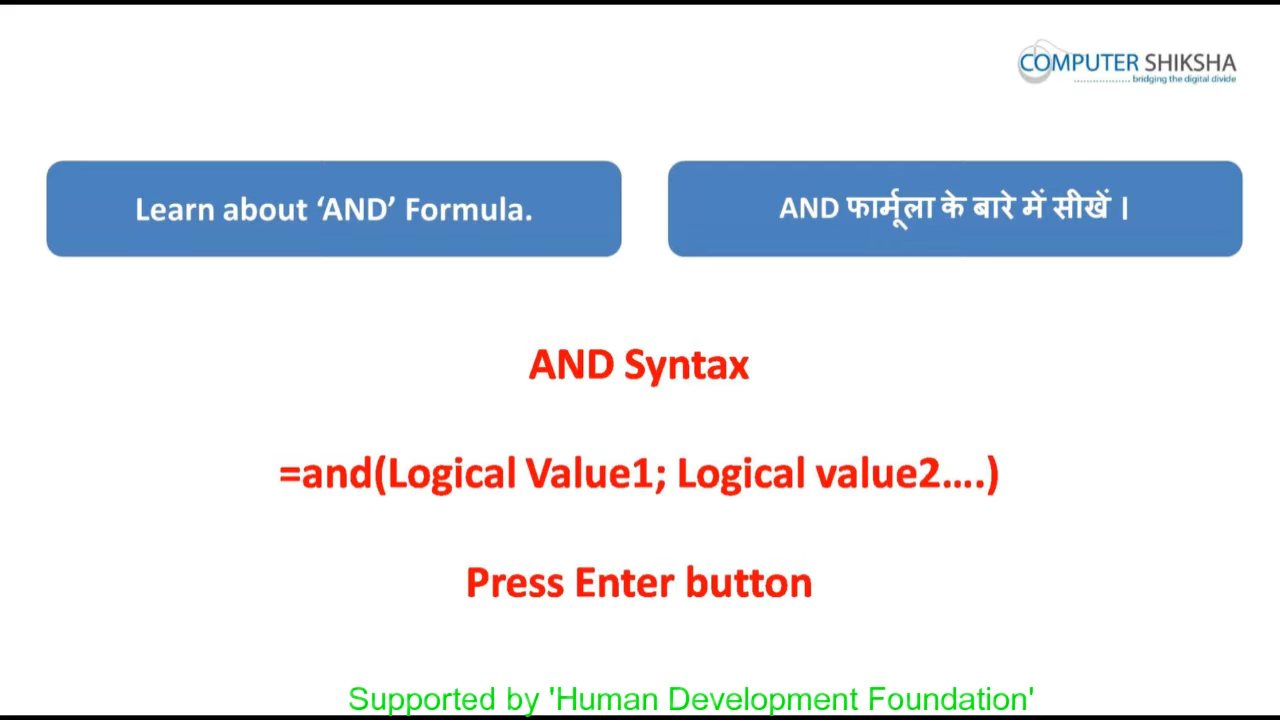 COMPUTER SHIKSHA
bridging the digital divide
Learn about ‘AND’ Formula.
AND फार्मूला के बारे में सीखें ।
AND Syntax
=and(Logical Value1; Logical value2….)
Press Enter button
Supported by 'Human Development Foundation'